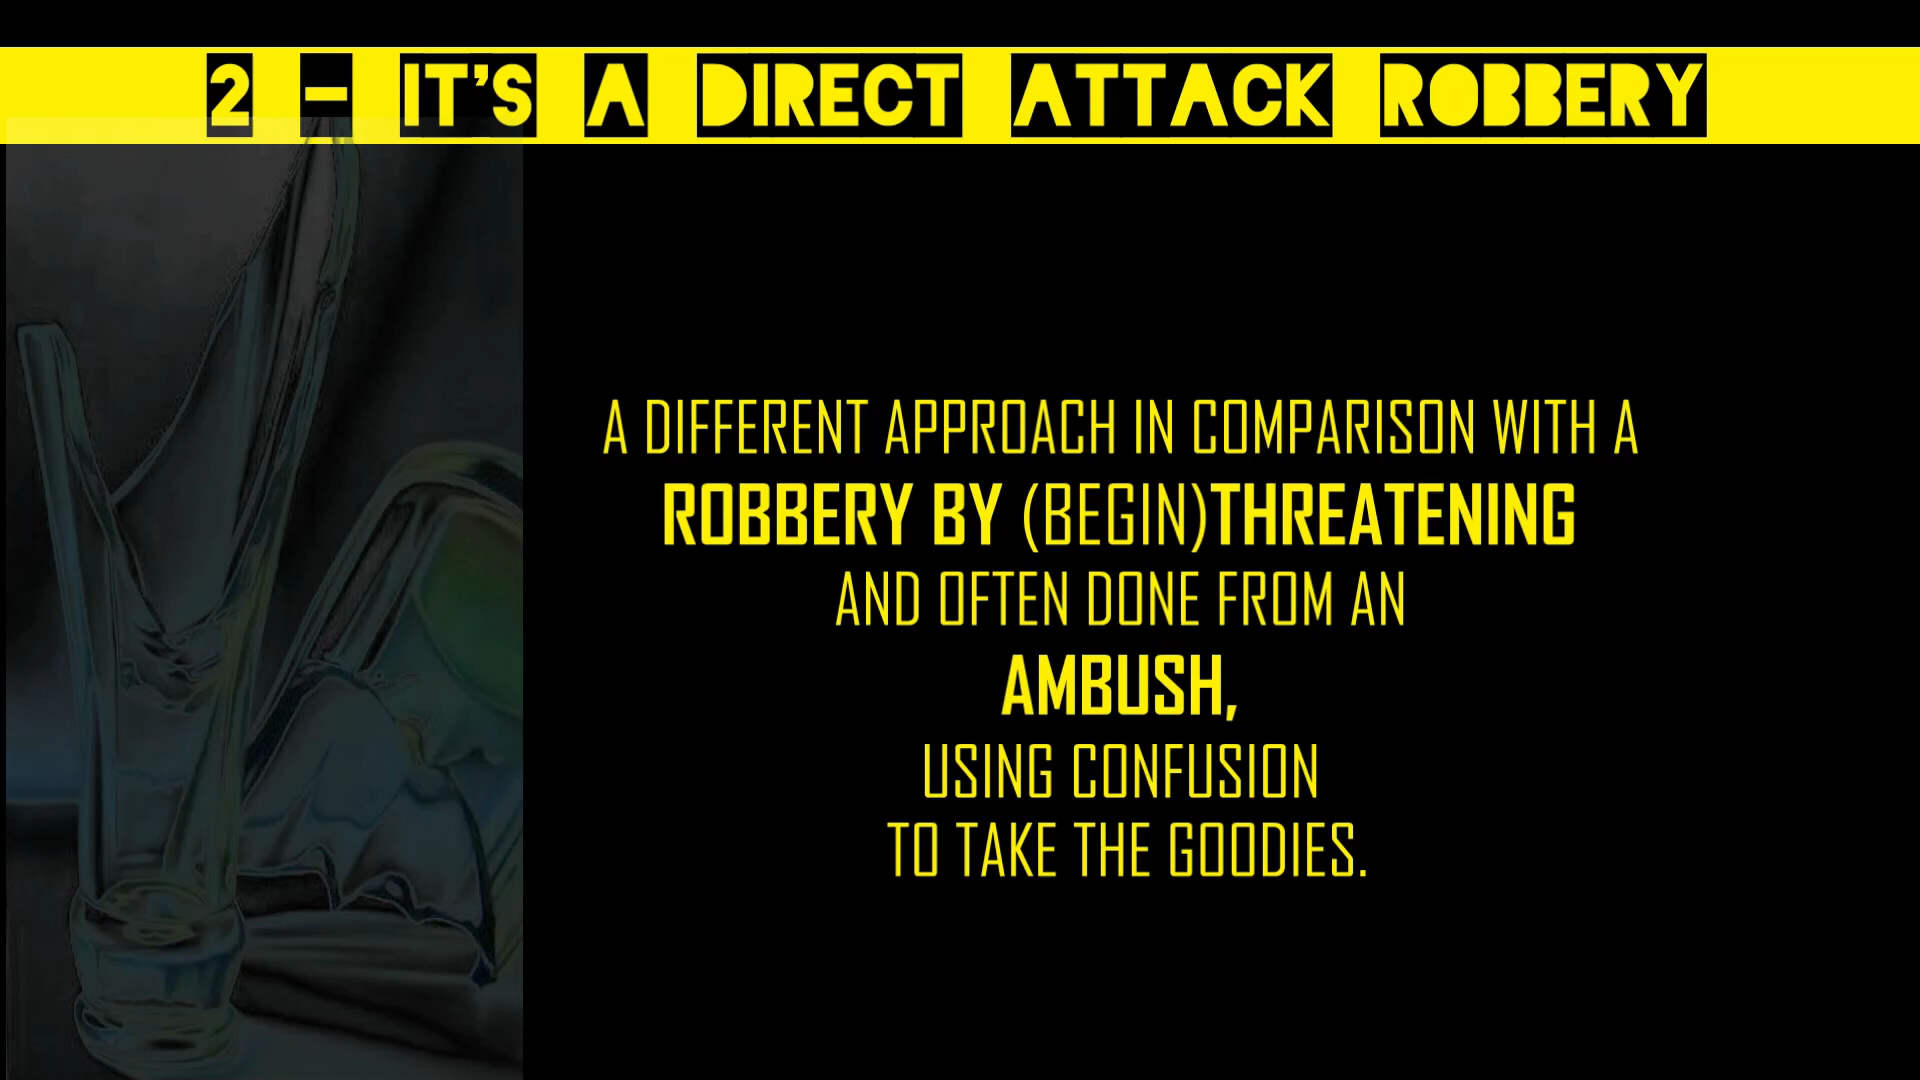 2 – IT'S A DIRECT ATTACK ROBBERY
A DIFFERENT APPROACH IN COMPARISON WITH A
ROBBERY BY (BEGIN)THREATENING
AND OFTEN DONE FROM AN
AMBUSH,
USING CONFUSION
TO TAKE THE GOODIES.